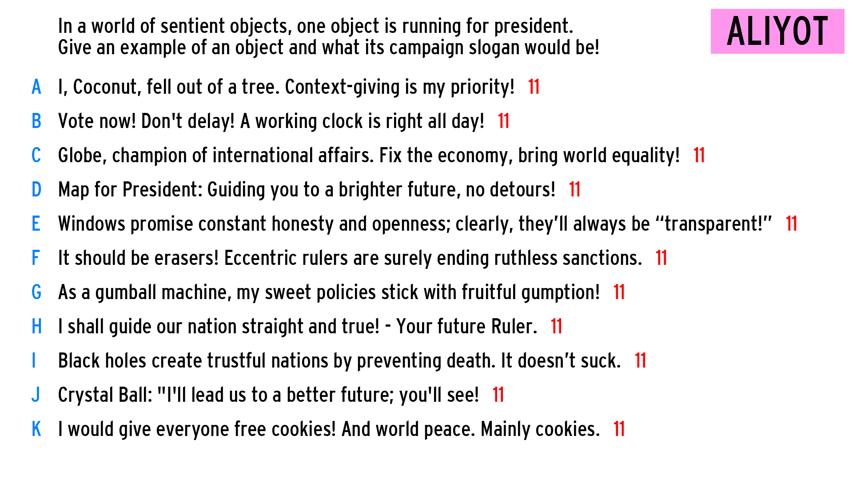 In a world of sentient objects, one object is running for president.
Give an example of an object and what its campaign slogan would be!
ALIYOT
A I, Coconut, fell out of a tree. Context-giving is my priority! 11
B Vote now! Don't delay! A working clock is right all day! 11
C Globe, champion of international affairs. Fix the economy, bring world equality! 11
D Map for President: Guiding you to a brighter future, no detours! 11
E Windows promise constant honesty and openness; clearly, they’ll always be “transparent!” 11
F It should be erasers! Eccentric rulers are surely ending ruthless sanctions. 11
G As a gumball machine, my sweet policies stick with fruitful gumption! 11
H I shall guide our nation straight and true! - Your future Ruler. 11
I Black holes create trustful nations by preventing death. It doesn’t suck. 11
J Crystal Ball: "I'll lead us to a better future; you'll see! 11
K I would give everyone free cookies! And world peace. Mainly cookies. 11